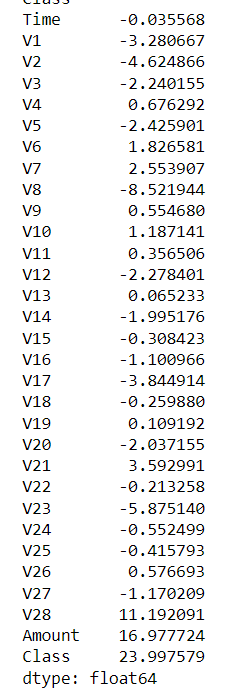 Class
Time -0.035568
V1 -3.280667
V2 -4.624866
V3 -2.240155
V4 0.676292
V5 -2.425901
V6 1.826581
V7 2.553907
V8 -8.521944
V9 0.554680
V10 1.187141
V11 0.356506
V12 -2.278401
V13 0.065233
V14 -1.995176
V15 -0.308423
V16 -1.100966
V17 -3.844914
V18 -0.259880
V19 0.109192
V20 -2.037155
V21 3.592991
V22 -0.213258
V23 -5.875140
V24 -0.552499
V25 -0.415793
V26 0.576693
V27 -1.170209
V28 11.192091
Amount 16.977724
Class 23.997579
dtype: float64